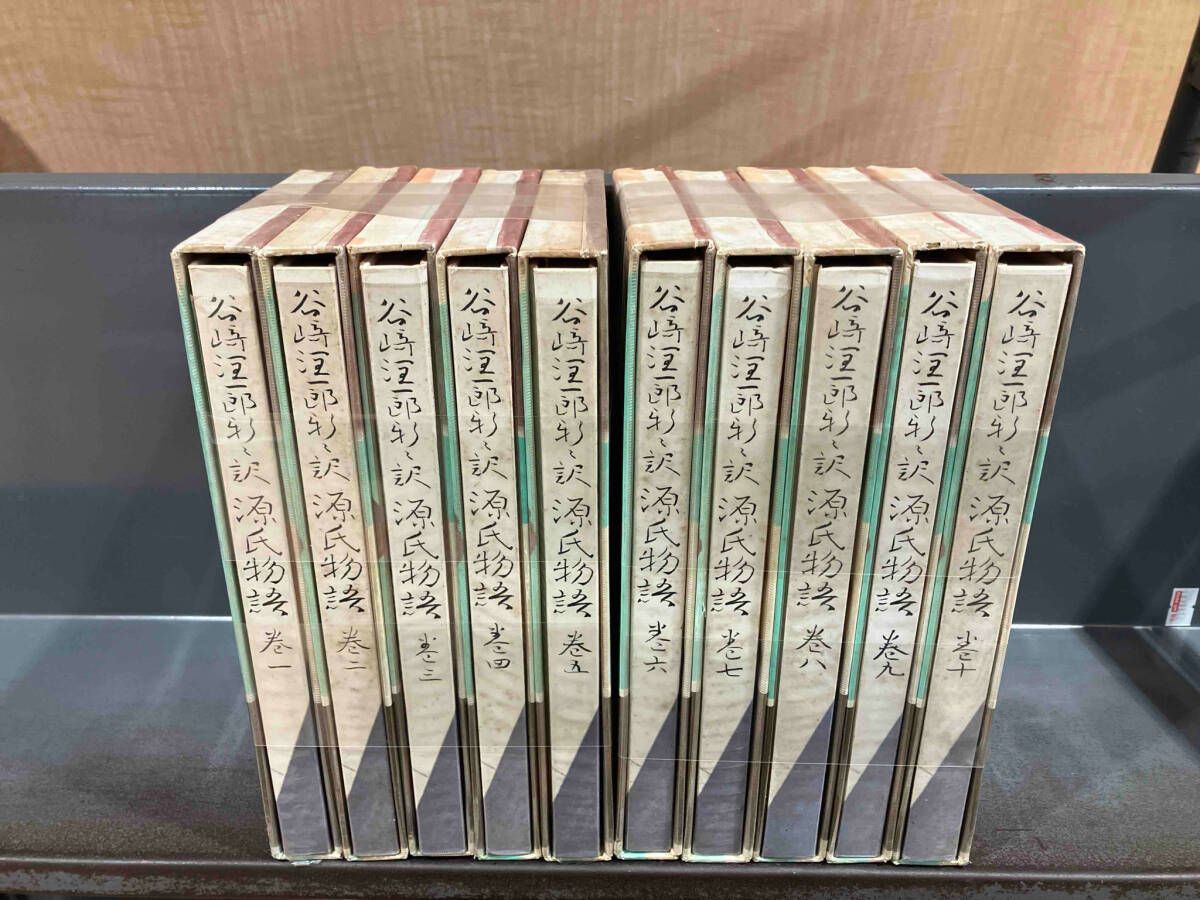 谷崎潤一郎新々訳 源氏物語 巻一
谷崎潤一郎新々訳 源氏物語 巻二
谷崎潤一郎新々訳 源氏物語 巻三
谷崎潤一郎新々訳 源氏物語 巻四
谷崎潤一郎新々訳 源氏物語 巻五
谷崎潤一郎新々訳 源氏物語 巻六
谷崎潤一郎新々訳 源氏物語 巻七
谷崎潤一郎新々訳 源氏物語 巻八
谷崎潤一郎新々訳 源氏物語 巻九
谷崎潤一郎新々訳 源氏物語 巻十